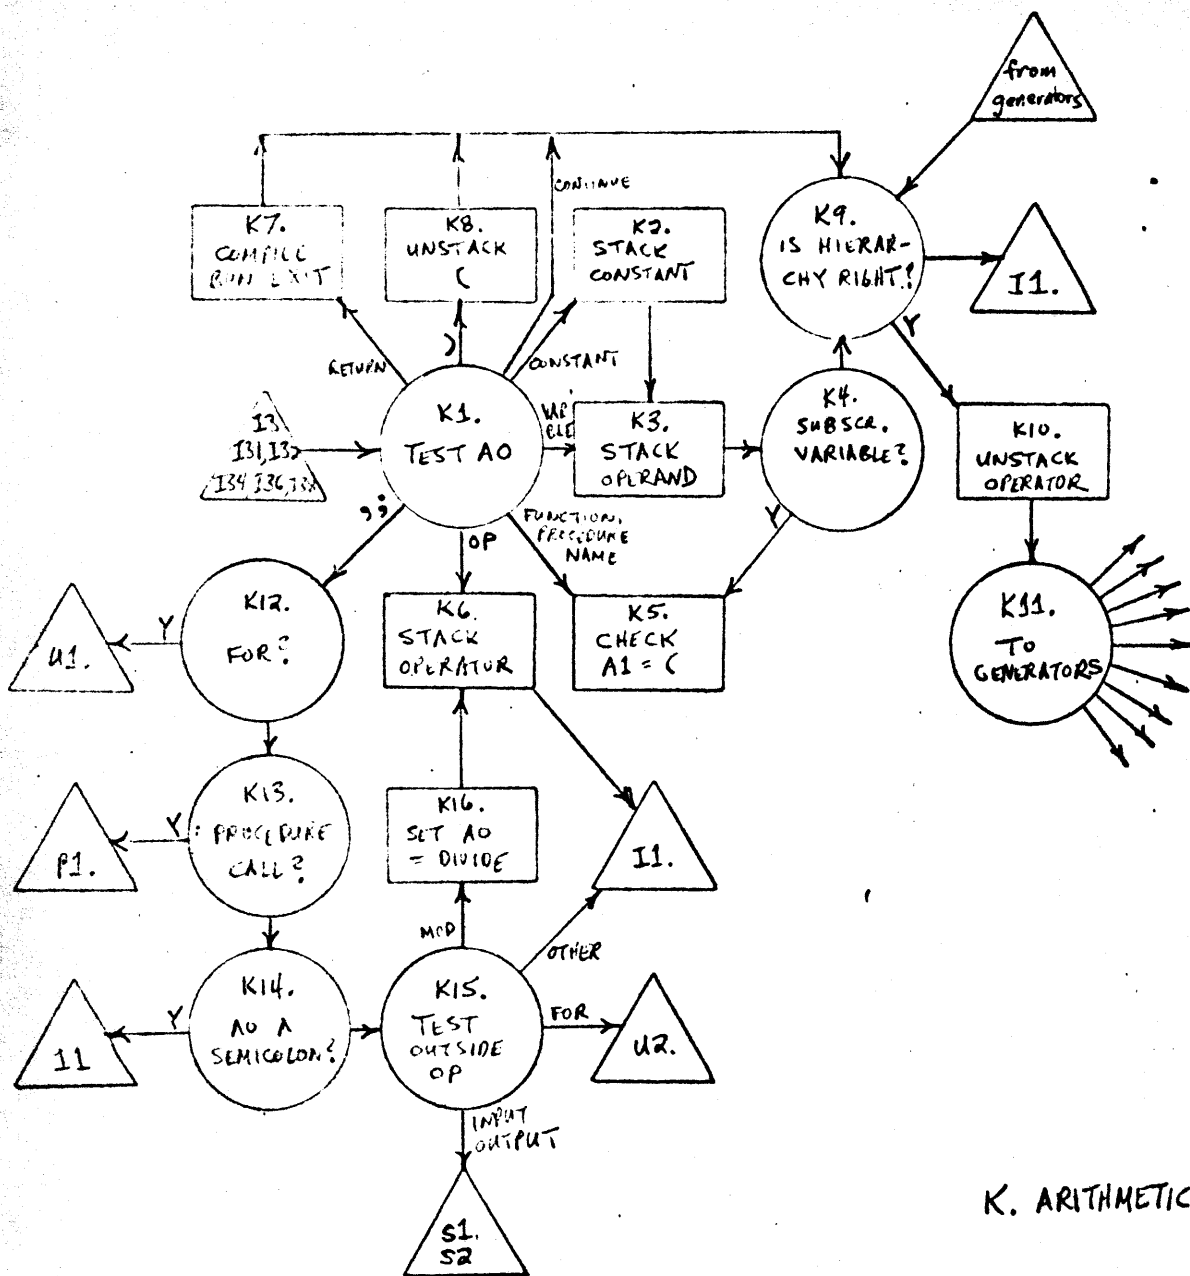 from
generators
CONTINUE
K7.
COMPILE
RUN EXIT
K8.
UNSTACK
(
K2.
STACK
CONSTANT
K9.
IS HIERAR-
CHY RIGHT?
I1.
RETURN
)
CONSTANT
Y
I31, I32
K1.
TEST A0
K3.
STACK
OPERAND
K4.
SUBSCR.
VARIABLE?
K10.
UNSTACK
OPERATOR
, ;
OP
FUNCTION,
PROCEDURE
NAME
Y
K12.
FOR?
Y
U1.
K6.
STACK
OPERATOR
K5.
CHECK
A1 = (
K11.
TO
GENERATORS
K13.
PROCEDURE
CALL?
Y
P1.
K16.
SET A0
= DIVIDE
I1.
MOD
OTHER
K14.
A0 A
SEMICOLON?
Y
I1
K15.
TEST
OUTSIDE
OP
FOR
U2.
INPUT
OUTPUT
S1.
S2
K. ARITHMETIC